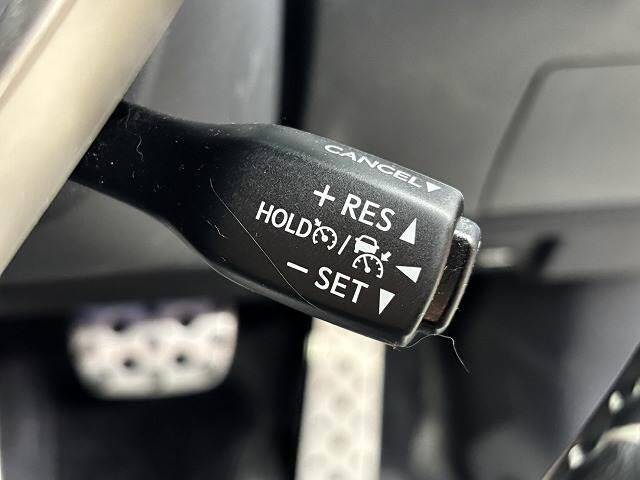 CANCEL▼
+ RES ▲
HOLD / ◀
− SET ▼